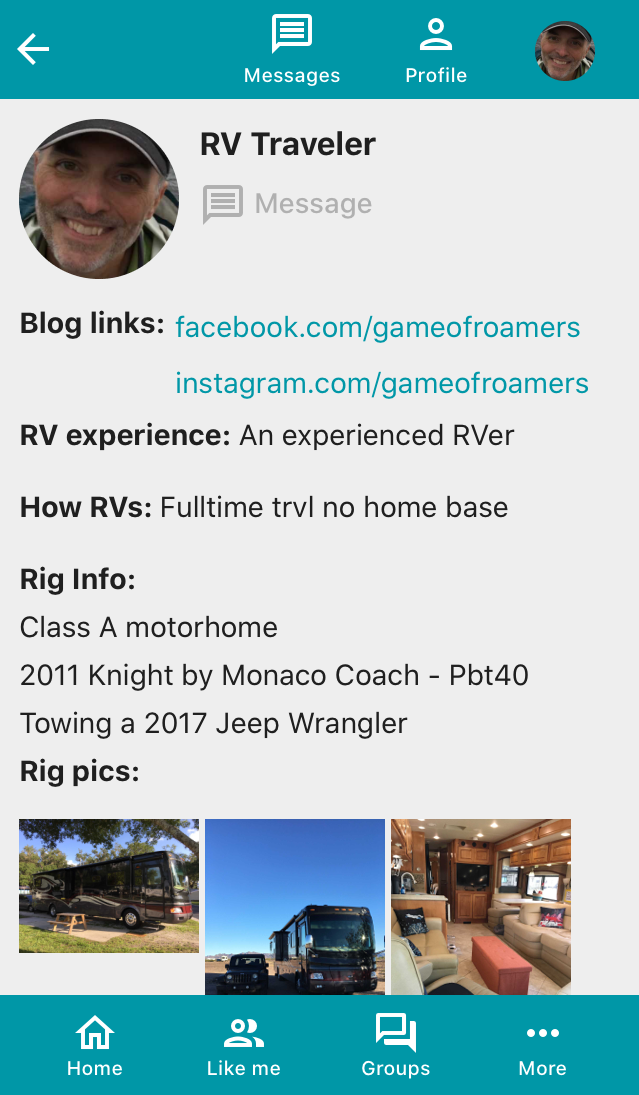 Messages
Profile
RV Traveler
Message
Blog links: facebook.com/gameofroamers
instagram.com/gameofroamers
RV experience: An experienced RVer
How RVs: Fulltime trvl no home base
Rig Info:
Class A motorhome
2011 Knight by Monaco Coach - Pbt40
Towing a 2017 Jeep Wrangler
Rig pics:
Home
Like me
Groups
More